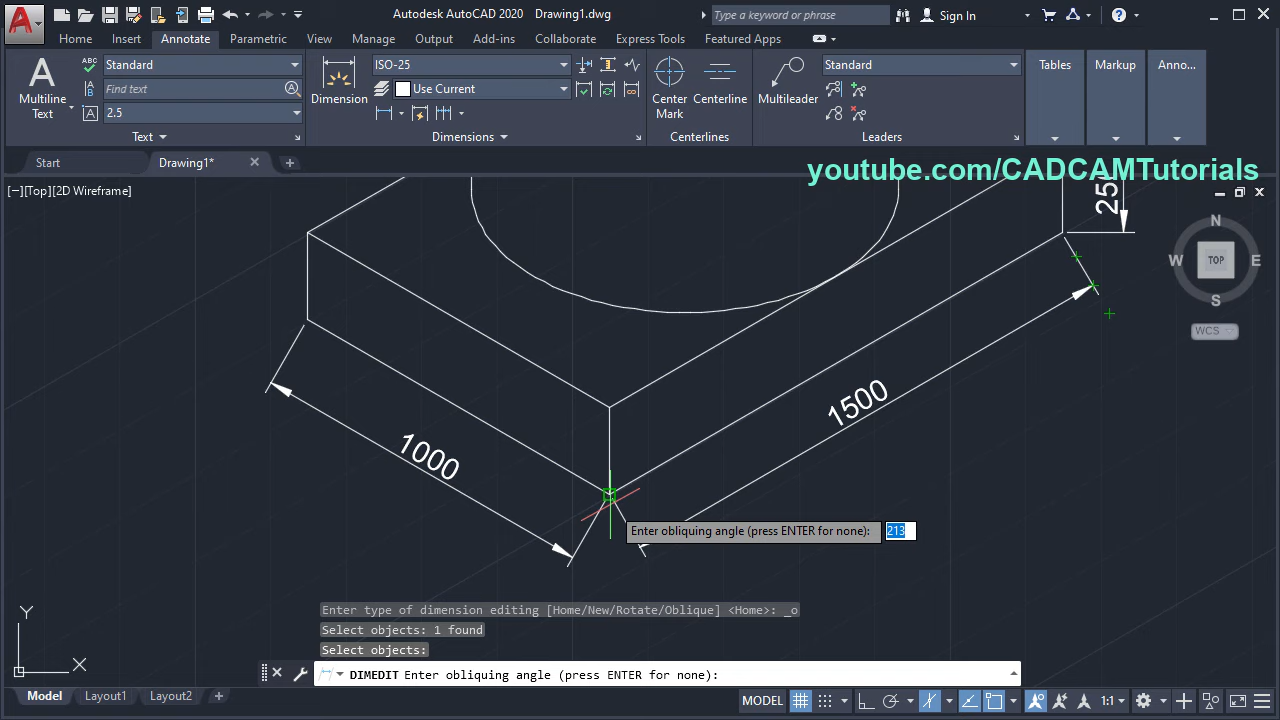 Autodesk AutoCAD 2020 Drawing1.dwg
Type a keyword or phrase
Sign In
Home Insert Annotate Parametric View Manage Output Add-ins Collaborate Express Tools Featured Apps
A
Multiline
Text
ABC
Standard
Find text
2.5
Text
Dimension
ISO-25
Use Current
Dimensions
Center
Mark
Centerline
Centerlines
Multileader
Standard
Leaders
Tables
Markup
Anno...
Start
Drawing1*
youtube.com/CADCAMTutorials
[−][Top][2D Wireframe]
25
N
W TOP E
S
WCS
1500
1000
Enter obliquing angle (press ENTER for none): 213
Enter type of dimension editing [Home/New/Rotate/Oblique] <Home>: _o
Select objects: 1 found
Select objects:
DIMEDIT Enter obliquing angle (press ENTER for none):
Y
X
Model Layout1 Layout2
MODEL
1:1